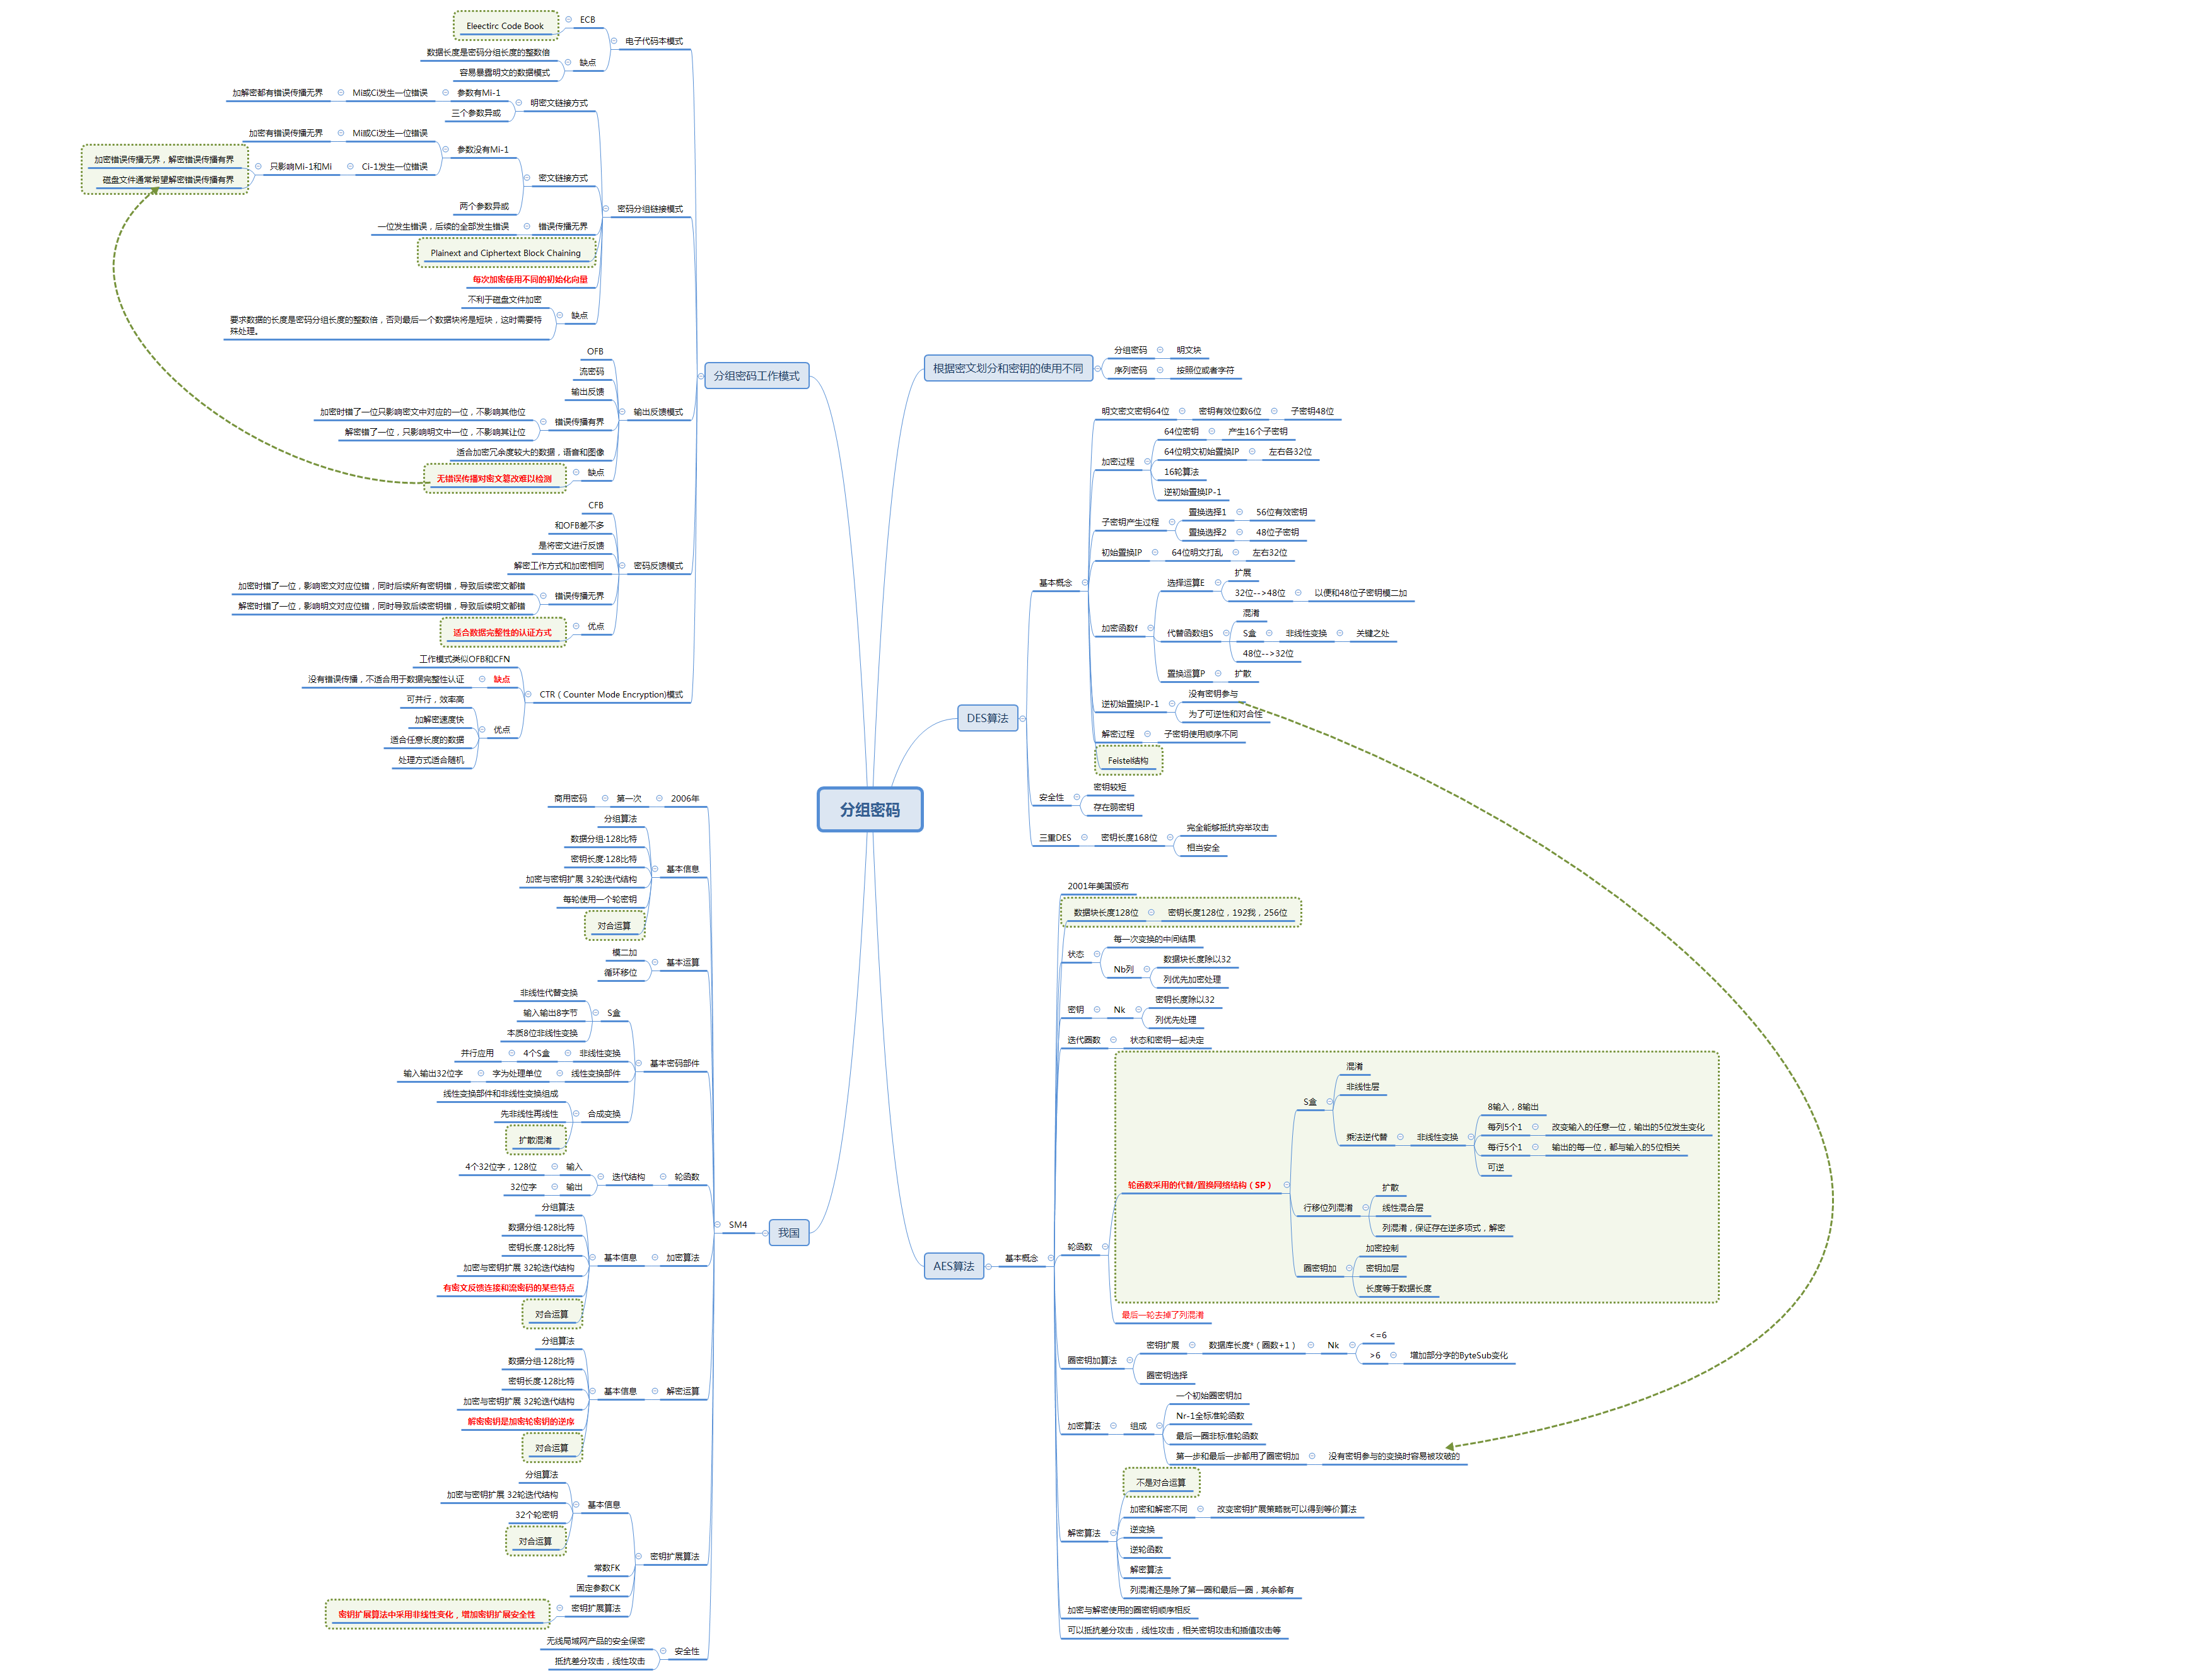 分组密码
根据密文划分和密钥的使用不同
分组密码
明文块
序列密码
按照位或者字符
DES算法
基本概念
明文密文密钥64位
密钥有效位数6位
子密钥48位
加密过程
64位密钥
产生16个子密钥
64位明文初始置换IP
左右各32位
16轮算法
逆初始置换IP-1
子密钥产生过程
置换选择1
56位有效密钥
置换选择2
48位子密钥
初始置换IP
64位明文打乱
左右32位
加密函数f
选择运算E
扩展
32位-->48位
以便和48位子密钥模二加
代替函数组S
混淆
S盒
非线性变换
关键之处
48位-->32位
置换运算P
扩散
逆初始置换IP-1
没有密钥参与
为了可逆性和对合性
解密过程
子密钥使用顺序不同
Feistel结构
安全性
密钥较短
存在弱密钥
三重DES
密钥长度168位
完全能够抵抗穷举攻击
相当安全
AES算法
基本概念
2001年美国颁布
数据块长度128位
密钥长度128位，192我，256位
状态
每一次变换的中间结果
Nb列
数据块长度除以32
列优先加密处理
密钥
Nk
密钥长度除以32
列优先处理
迭代圈数
状态和密钥一起决定
轮函数
轮函数采用的代替/置换网络结构（SP）
S盒
混淆
非线性层
乘法逆代替
非线性变换
8输入，8输出
每列5个1
改变输入的任意一位，输出的5位发生变化
每行5个1
输出的每一位，都与输入的5位相关
可逆
行移位列混淆
扩散
线性混合层
列混淆，保证存在逆多项式，解密
圈密钥加
加密控制
密钥加层
长度等于数据长度
最后一轮去掉了列混淆
圈密钥加算法
密钥扩展
数据库长度*（圈数+1）
Nk
<=6
>6
增加部分字的ByteSub变化
圈密钥选择
加密算法
组成
一个初始圈密钥加
Nr-1全标准轮函数
最后一圈非标准轮函数
第一步和最后一步都用了圈密钥加
没有密钥参与的变换时容易被攻破的
解密算法
不是对合运算
加密和解密不同
改变密钥扩展策略就可以得到等价算法
逆变换
逆轮函数
解密算法
列混淆还是除了第一圈和最后一圈，其余都有
加密与解密使用的圈密钥顺序相反
可以抵抗差分攻击，线性攻击，相关密钥攻击和插值攻击等
分组密码工作模式
电子代码本模式
ECB
Eleectirc Code Book
缺点
数据长度是密码分组长度的整数倍
容易暴露明文的数据模式
密码分组链接模式
明密文链接方式
参数有Mi-1
Mi或Ci发生一位错误
加解密都有错误传播无界
三个参数异或
密文链接方式
参数没有Mi-1
Mi或Ci发生一位错误
加密有错误传播无界
Ci-1发生一位错误
只影响Mi-1和Mi
加密错误传播无界，解密错误传播有界
磁盘文件通常希望解密错误传播有界
两个参数异或
错误传播无界
一位发生错误，后续的全部发生错误
Plainext and Ciphertext Block Chaining
每次加密使用不同的初始化向量
缺点
不利于磁盘文件加密
要求数据的长度是密码分组长度的整数倍，否则最后一个数据块将是短块，这时需要特
殊处理。
输出反馈模式
OFB
流密码
输出反馈
错误传播有界
加密时错了一位只影响密文中对应的一位，不影响其他位
解密错了一位，只影响明文中一位，不影响其让位
适合加密冗余度较大的数据，语音和图像
缺点
无错误传播对密文篡改难以检测
密码反馈模式
CFB
和OFB差不多
是将密文进行反馈
解密工作方式和加密相同
错误传播无界
加密时错了一位，影响密文对应位错，同时后续所有密钥错，导致后续密文都错
解密时错了一位，影响明文对应位错，同时导致后续密钥错，导致后续明文都错
优点
适合数据完整性的认证方式
CTR（Counter Mode Encryption)模式
工作模式类似OFB和CFN
缺点
没有错误传播，不适合用于数据完整性认证
优点
可并行，效率高
加解密速度快
适合任意长度的数据
处理方式适合随机
我国
SM4
2006年
第一次
商用密码
基本信息
分组算法
数据分组-128比特
密钥长度-128比特
加密与密钥扩展 32轮迭代结构
每轮使用一个轮密钥
对合运算
基本运算
模二加
循环移位
基本密码部件
S盒
非线性代替变换
输入输出8字节
本质8位非线性变换
非线性变换
4个S盒
并行应用
线性变换部件
字为处理单位
输入输出32位字
合成变换
线性变换部件和非线性变换组成
先非线性再线性
扩散混淆
轮函数
迭代结构
输入
4个32位字，128位
输出
32位字
加密算法
基本信息
分组算法
数据分组-128比特
密钥长度-128比特
加密与密钥扩展 32轮迭代结构
有密文反馈连接和流密码的某些特点
对合运算
解密运算
基本信息
分组算法
数据分组-128比特
密钥长度-128比特
加密与密钥扩展 32轮迭代结构
解密密钥是加密轮密钥的逆序
对合运算
密钥扩展算法
基本信息
分组算法
加密与密钥扩展 32轮迭代结构
32个轮密钥
对合运算
常数FK
固定参数CK
密钥扩展算法
密钥扩展算法中采用非线性变化，增加密钥扩展安全性
安全性
无线局域网产品的安全保密
抵抗差分攻击，线性攻击